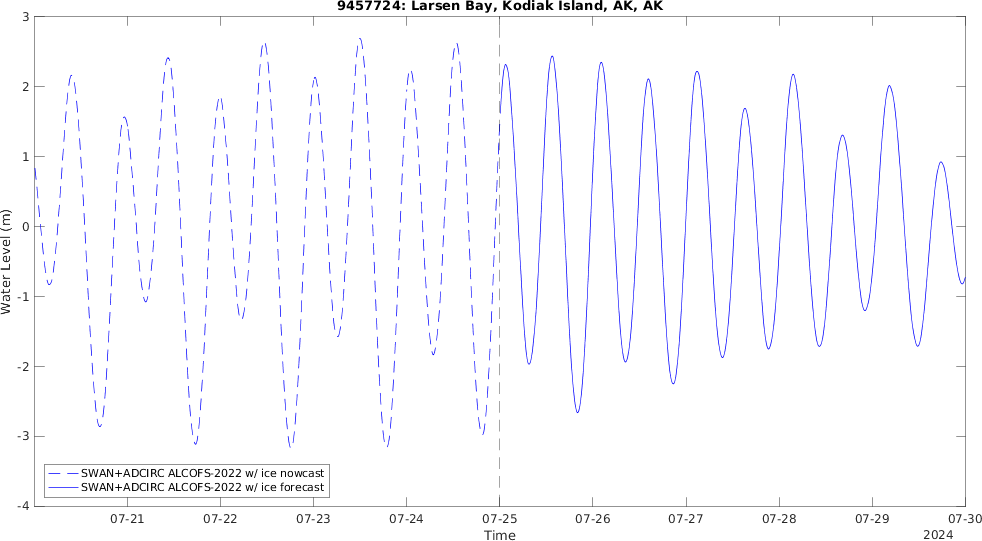 9457724: Larsen Bay, Kodiak Island, AK, AK
3
2
1
0
-1
-2
-3
-4
Water Level (m)
SWAN+ADCIRC ALCOFS-2022 w/ ice nowcast
SWAN+ADCIRC ALCOFS-2022 w/ ice forecast
07-21 07-22 07-23 07-24 07-25 07-26 07-27 07-28 07-29 07-30
Time
2024